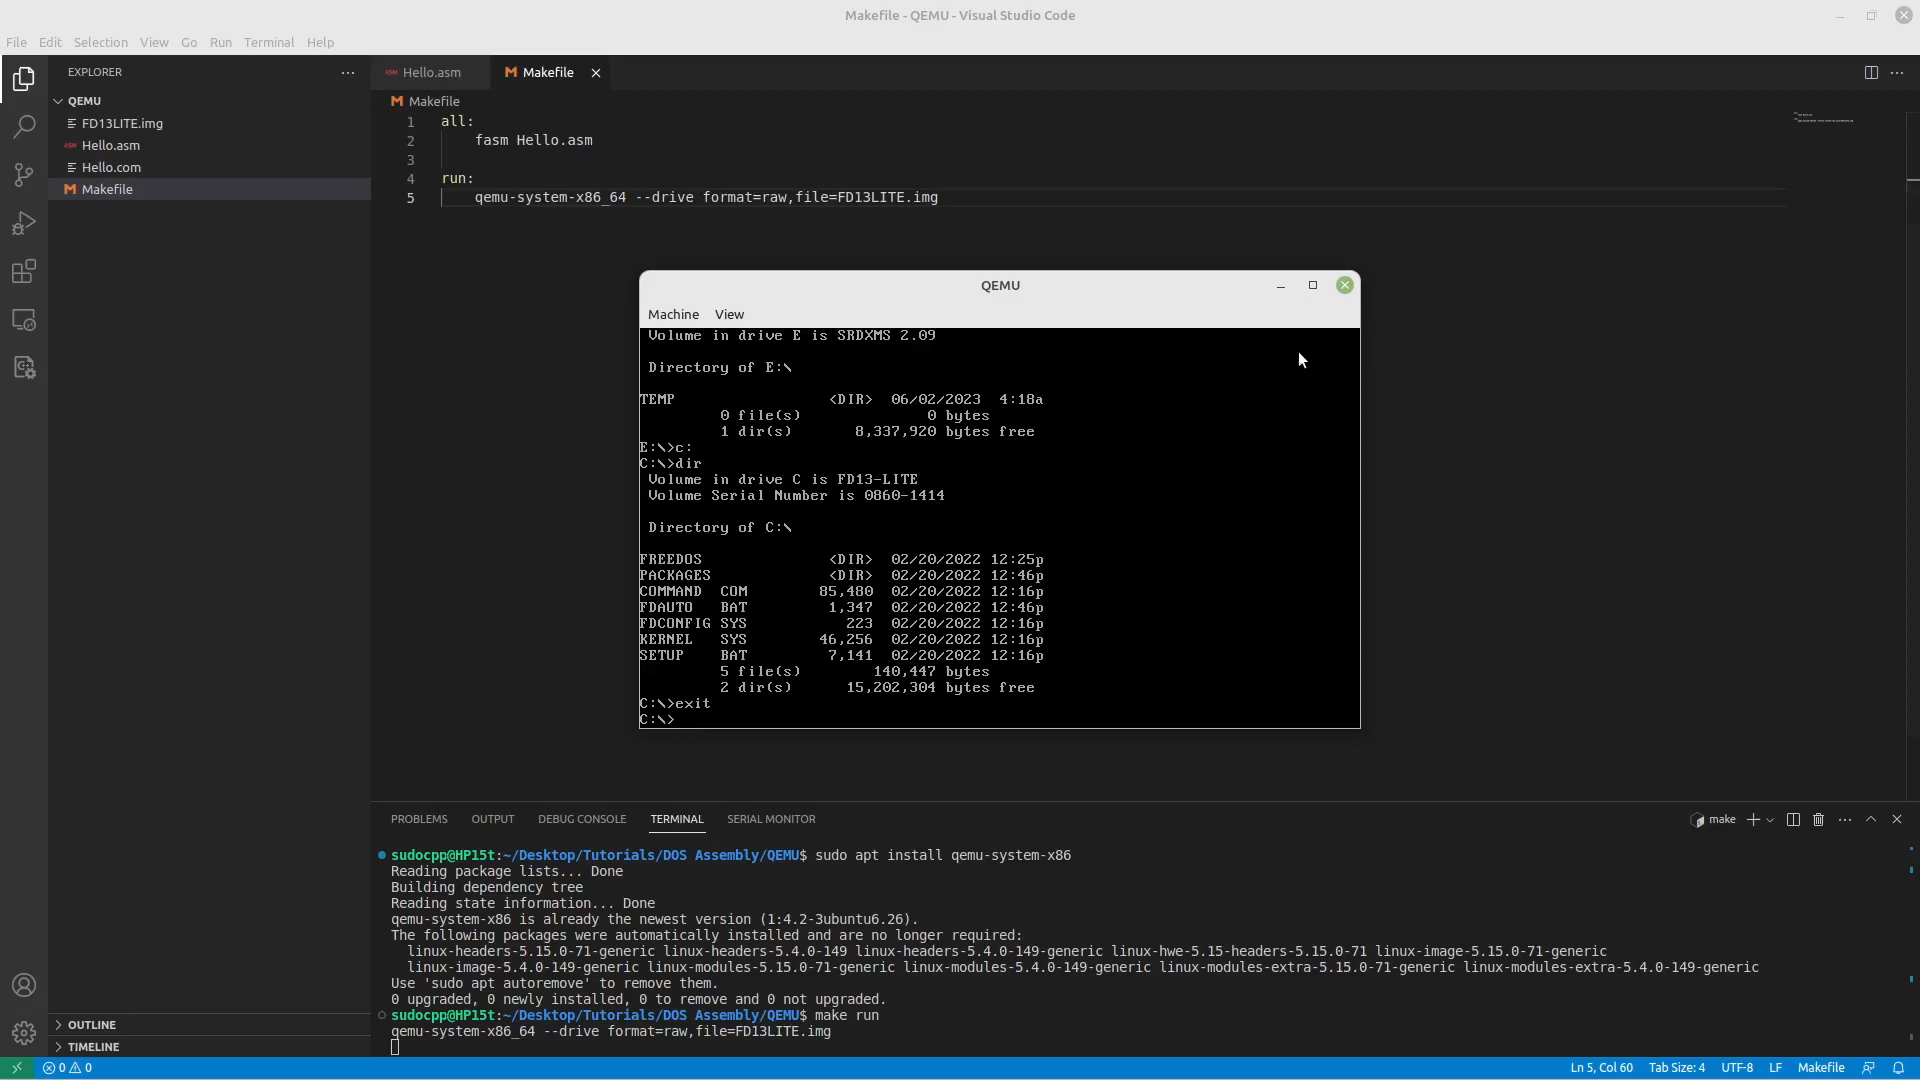 Makefile - QEMU - Visual Studio Code
File Edit Selection View Go Run Terminal Help
EXPLORER
Hello.asm
Makefile
QEMU
FD13LITE.img
Hello.asm
Hello.com
Makefile
Makefile
1 all:
2 fasm Hello.asm
3
4 run:
5 qemu-system-x86_64 --drive format=raw,file=FD13LITE.img
QEMU
Machine View
Volume in drive E is SRDXMS 2.09
Directory of E:\
TEMP <DIR> 06/02/2023 4:18a
0 file(s) 0 bytes
1 dir(s) 8,337,920 bytes free
E:\>c:
C:\>dir
Volume in drive C is FD13-LITE
Volume Serial Number is 0860-1414
Directory of C:\
FREEDOS <DIR> 02/20/2022 12:25p
PACKAGES <DIR> 02/20/2022 12:46p
COMMAND COM 85,480 02/20/2022 12:16p
FDAUTO BAT 1,347 02/20/2022 12:46p
FDCONFIG SYS 223 02/20/2022 12:16p
KERNEL SYS 46,256 02/20/2022 12:16p
SETUP BAT 7,141 02/20/2022 12:16p
5 file(s) 140,447 bytes
2 dir(s) 15,202,304 bytes free
C:\>exit
C:\>
PROBLEMS OUTPUT DEBUG CONSOLE TERMINAL SERIAL MONITOR
make
sudocpp@HP15t:~/Desktop/Tutorials/DOS Assembly/QEMU$ sudo apt install qemu-system-x86
Reading package lists... Done
Building dependency tree
Reading state information... Done
qemu-system-x86 is already the newest version (1:4.2-3ubuntu6.26).
The following packages were automatically installed and are no longer required:
linux-headers-5.15.0-71-generic linux-headers-5.4.0-149 linux-headers-5.4.0-149-generic linux-hwe-5.15-headers-5.15.0-71 linux-image-5.15.0-71-generic
linux-image-5.4.0-149-generic linux-modules-5.15.0-71-generic linux-modules-5.4.0-149-generic linux-modules-extra-5.15.0-71-generic linux-modules-extra-5.4.0-149-generic
Use 'sudo apt autoremove' to remove them.
0 upgraded, 0 newly installed, 0 to remove and 0 not upgraded.
sudocpp@HP15t:~/Desktop/Tutorials/DOS Assembly/QEMU$ make run
qemu-system-x86_64 --drive format=raw,file=FD13LITE.img
OUTLINE
TIMELINE
0 0
Ln 5, Col 60 Tab Size: 4 UTF-8 LF Makefile